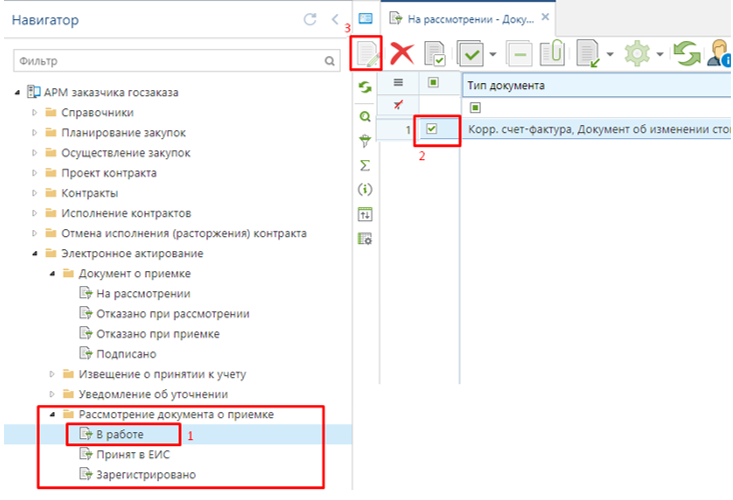 Навигатор
3
На рассмотрении - Доку...
Фильтр
АРМ заказчика госзаказа
Справочники
Планирование закупок
Осуществление закупок
Проект контракта
Контракты
Исполнение контрактов
Отмена исполнения (расторжения) контракта
Электронное актирование
Документ о приемке
На рассмотрении
Отказано при рассмотрении
Отказано при приемке
Подписано
Извещение о принятии к учету
Уведомление об уточнении
Рассмотрение документа о приемке
В работе
1
Принят в ЕИС
Зарегистрировано
Тип документа
1
Корр. счет-фактура, Документ об изменении стои
2